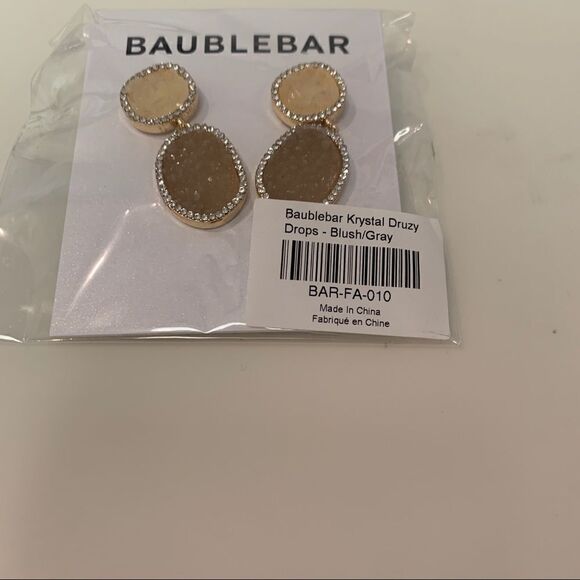 BAUBLEBAR
Baublebar Krystal Druzy
Drops - Blush/Gray
BAR-FA-010
Made In China
Fabriqué en Chine